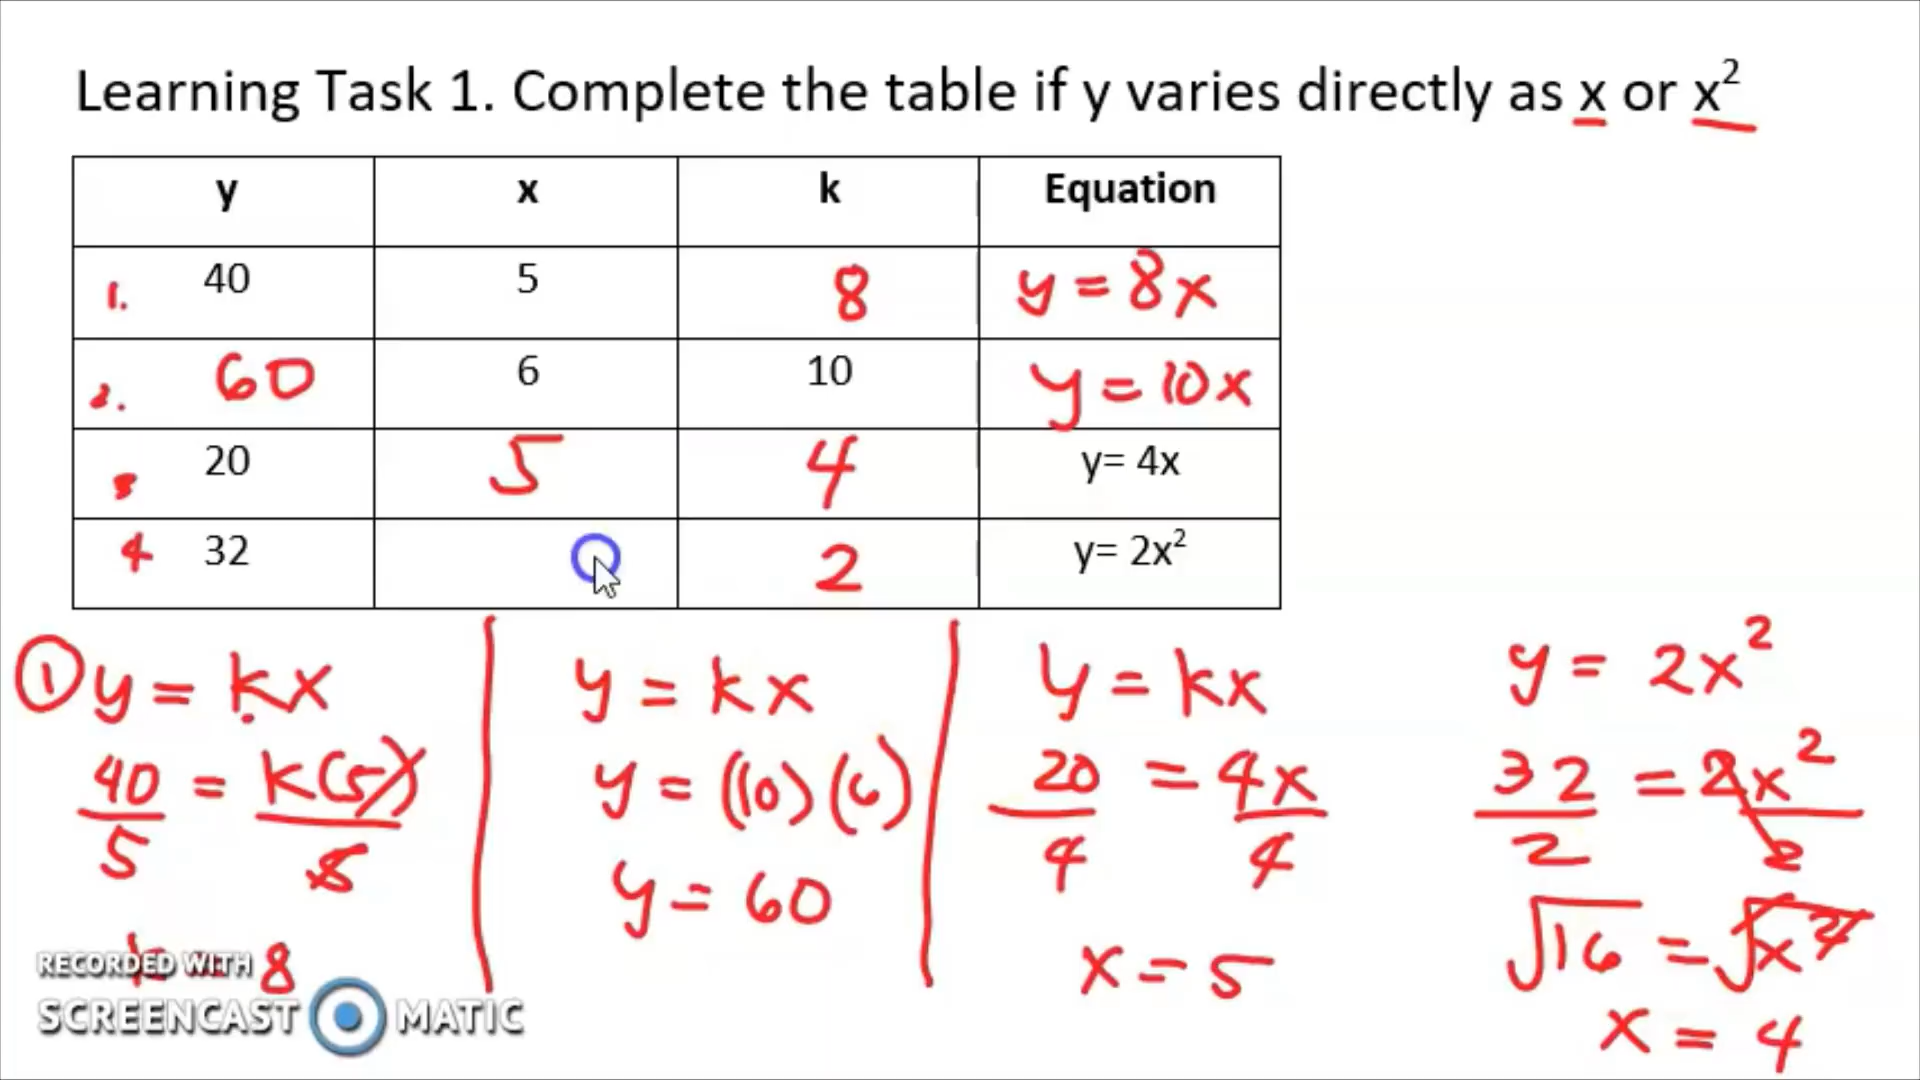 Learning Task 1. Complete the table if y varies directly as x or x²
y x k Equation
1. 40 5 8 y = 8x
2. 60 6 10 y = 10x
3 20 5 4 y= 4x
4 32 2 y= 2x²
① y = kx
40/5 = k(5)/5
k = 8
y = kx
y = (10)(6)
y = 60
y = kx
20/4 = 4x/4
x = 5
y = 2x²
32/2 = 2x²/2
√16 = √x²
x = 4
RECORDED WITH
SCREENCAST MATIC